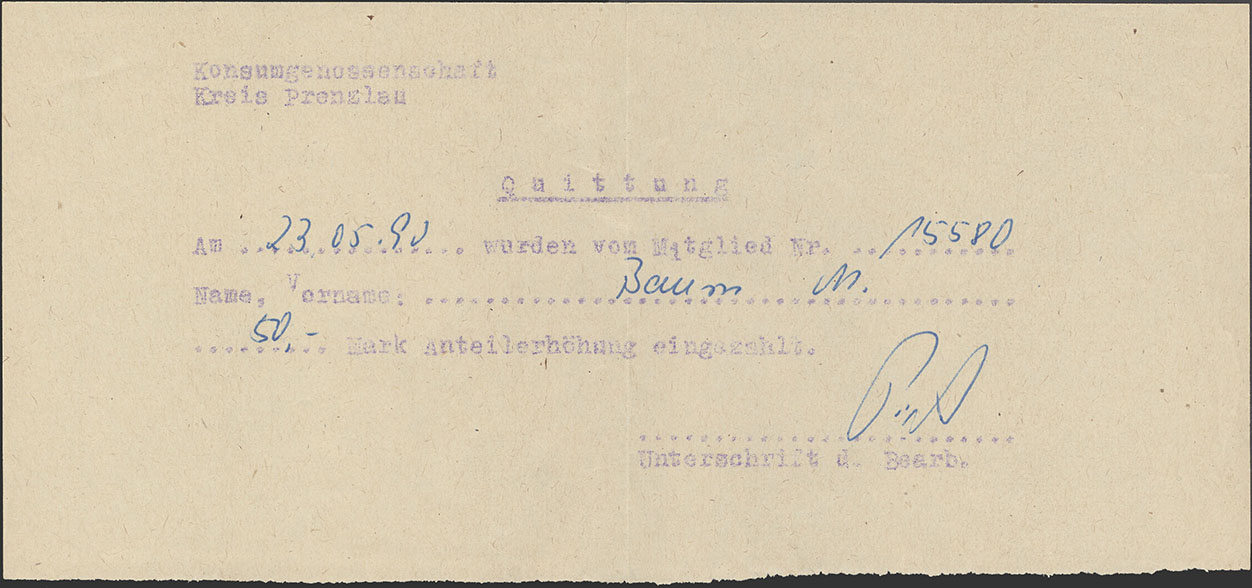 Konsumgenossenschaft
Kreis Prenzlau
Quittung
Am ..23.05.90.... wurden vom Mitglied Nr. ..15580
Name, Vorname: ........ Baum M.
....50,-.... Mark Anteilerhöhung eingezahlt.
Unterschrift d. Bearb.